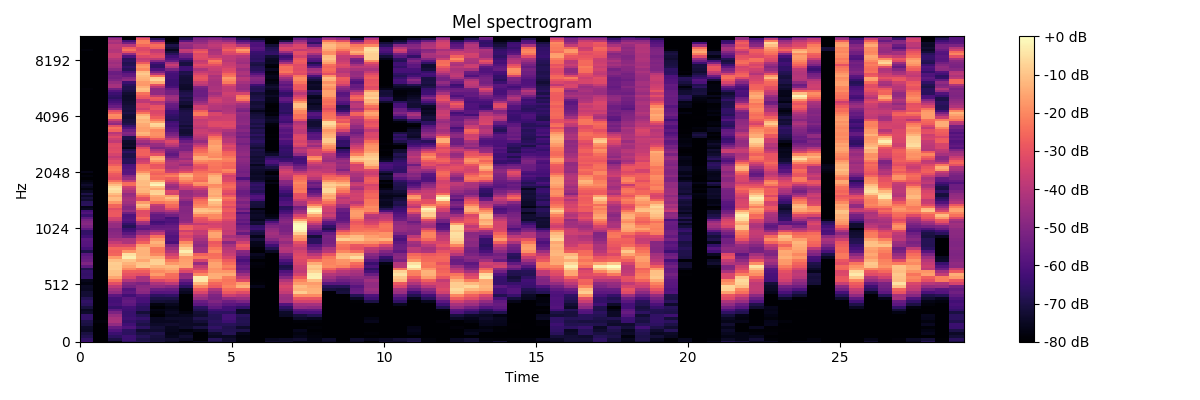 Mel spectrogram
Hz
8192
4096
2048
1024
512
0
0 5 10 15 20 25
Time
+0 dB
-10 dB
-20 dB
-30 dB
-40 dB
-50 dB
-60 dB
-70 dB
-80 dB